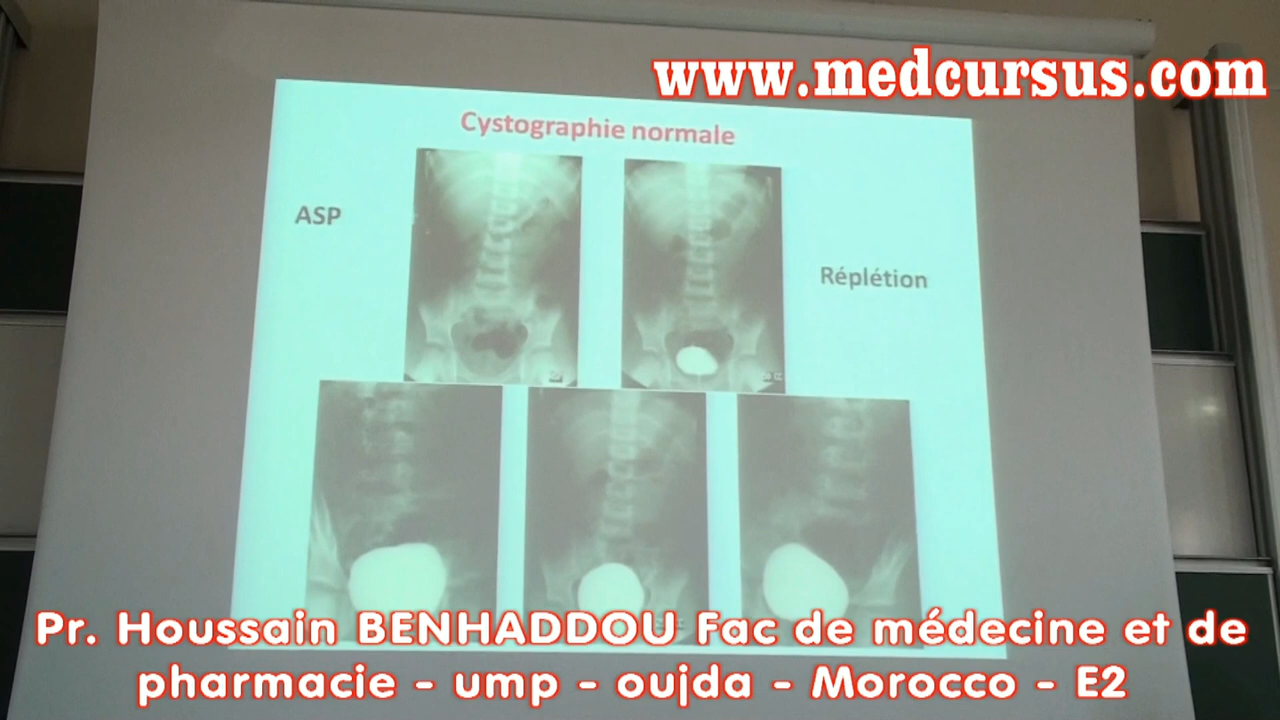 www.medcursus.com
Cystographie normale
ASP
Réplétion
Pr. Houssain BENHADDOU Fac de médecine et de
pharmacie - ump - oujda - Morocco - E2